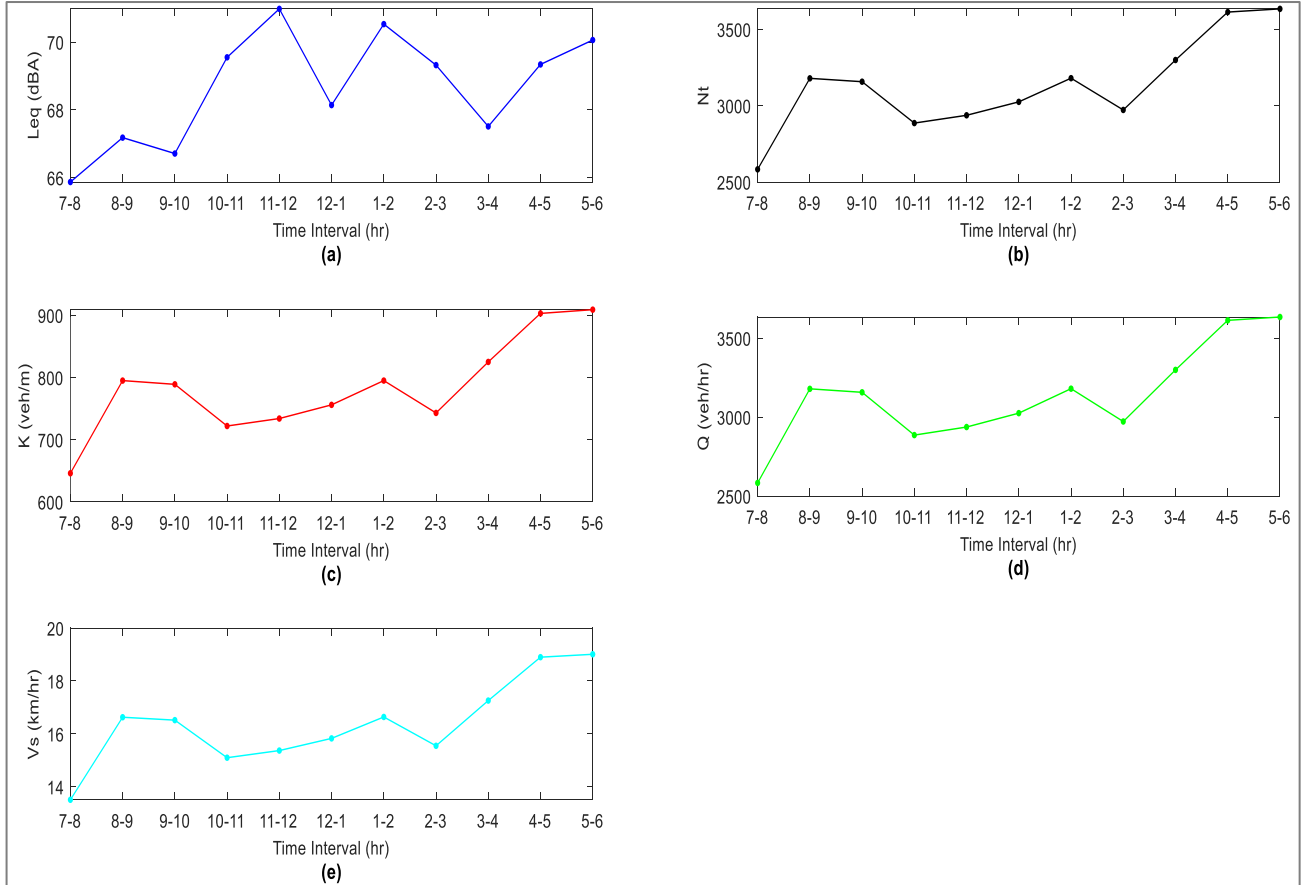 70
68
66
Leq (dBA)
7-8 8-9 9-10 10-11 11-12 12-1 1-2 2-3 3-4 4-5 5-6
Time Interval (hr)
(a)
3500
3000
2500
Nt
7-8 8-9 9-10 10-11 11-12 12-1 1-2 2-3 3-4 4-5 5-6
Time Interval (hr)
(b)
900
800
700
600
K (veh/m)
7-8 8-9 9-10 10-11 11-12 12-1 1-2 2-3 3-4 4-5 5-6
Time Interval (hr)
(c)
3500
3000
2500
Q (veh/hr)
7-8 8-9 9-10 10-11 11-12 12-1 1-2 2-3 3-4 4-5 5-6
Time Interval (hr)
(d)
20
18
16
14
Vs (km/hr)
7-8 8-9 9-10 10-11 11-12 12-1 1-2 2-3 3-4 4-5 5-6
Time Interval (hr)
(e)